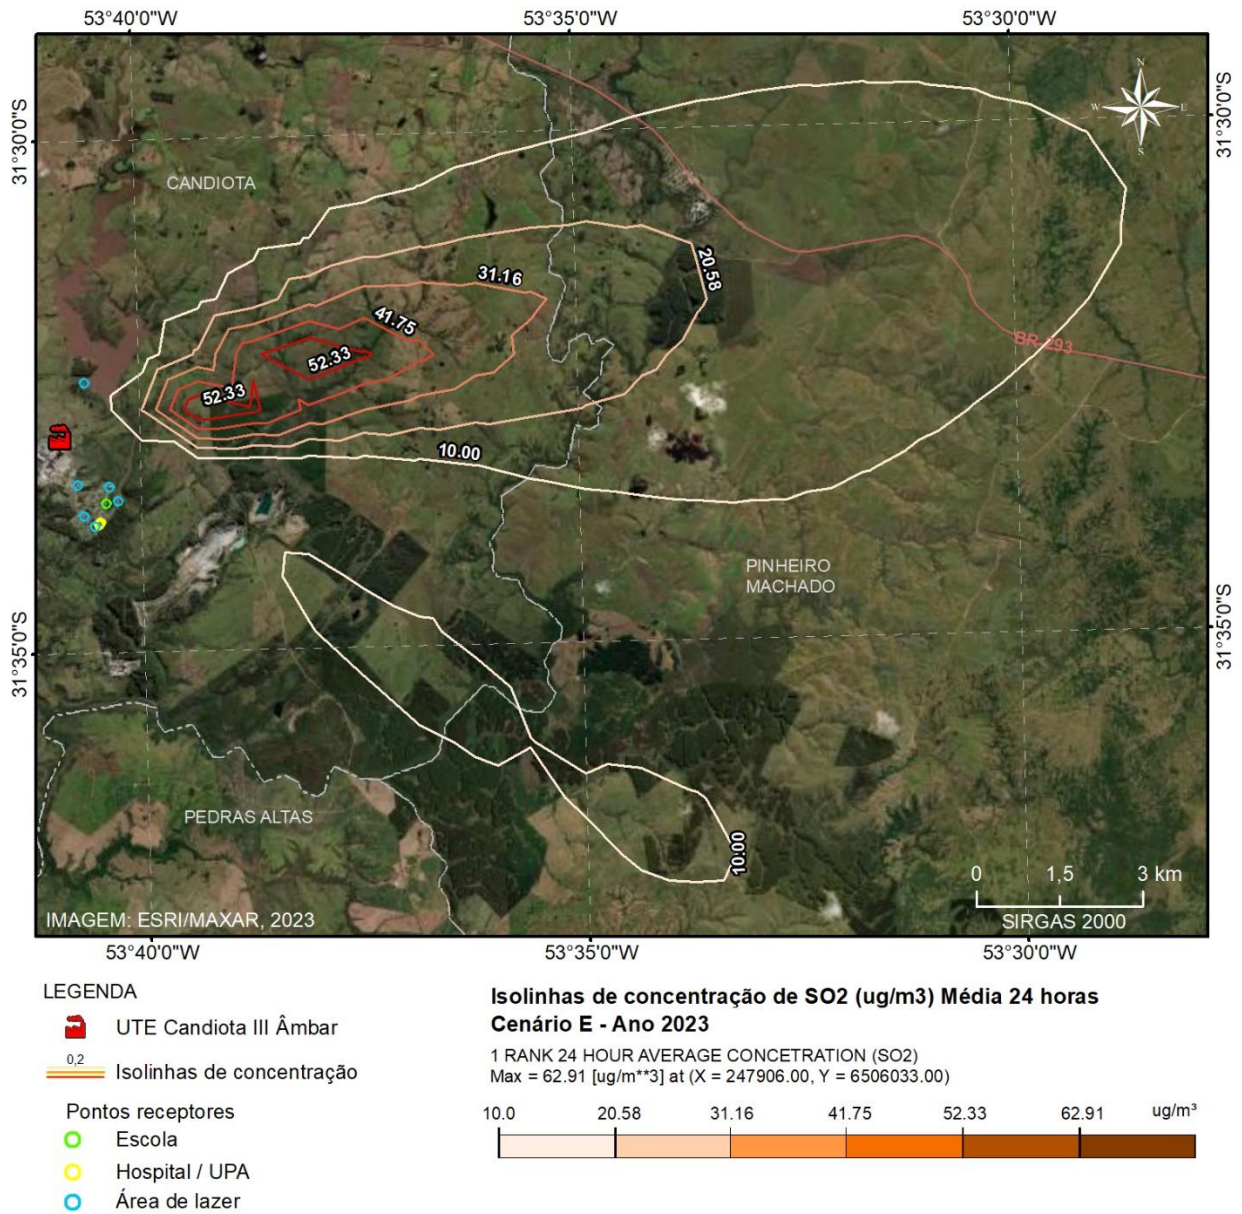 53°40'0"W
53°35'0"W
53°30'0"W
31°30'0"S
31°30'0"S
N
W
E
S
CANDIOTA
20.58
31.16
41.75
52.33
52.33
BR-293
10.00
PINHEIRO
MACHADO
31°35'0"S
31°35'0"S
PEDRAS ALTAS
10.00
0 1,5 3 km
SIRGAS 2000
IMAGEM: ESRI/MAXAR, 2023
53°40'0"W
53°35'0"W
53°30'0"W
LEGENDA
UTE Candiota III Âmbar
0,2
Isolinhas de concentração
Pontos receptores
Escola
Hospital / UPA
Área de lazer
Isolinhas de concentração de SO2 (ug/m3) Média 24 horas
Cenário E - Ano 2023
1 RANK 24 HOUR AVERAGE CONCETRATION (SO2)
Max = 62.91 [ug/m**3] at (X = 247906.00, Y = 6506033.00)
10.0 20.58 31.16 41.75 52.33 62.91 ug/m³